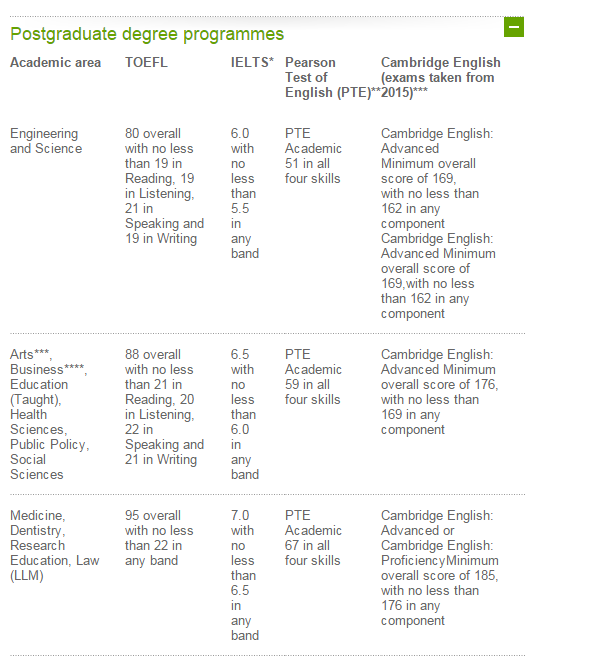 Postgraduate degree programmes
Academic area
TOEFL
IELTS*
Pearson
Test of
English (PTE)**
Cambridge English
(exams taken from
2015)***
Engineering
and Science
80 overall
with no less
than 19 in
Reading, 19
in Listening,
21 in
Speaking and
19 in Writing
6.0
with
no
less
than
5.5
in
any
band
PTE
Academic
51 in all
four skills
Cambridge English:
Advanced
Minimum overall
score of 169,
with no less than
162 in any
component
Cambridge English:
Advanced Minimum
overall score of
169,with no less
than 162 in any
component
Arts***,
Business****,
Education
(Taught),
Health
Sciences,
Public Policy,
Social
Sciences
88 overall
with no less
than 21 in
Reading, 20
in Listening,
22 in
Speaking and
21 in Writing
6.5
with
no
less
than
6.0
in
any
band
PTE
Academic
59 in all
four skills
Cambridge English:
Advanced Minimum
overall score of 176,
with no less than
169 in any
component
Medicine,
Dentistry,
Research
Education, Law
(LLM)
95 overall
with no less
than 22 in
any band
7.0
with
no
less
than
6.5
in
any
band
PTE
Academic
67 in all
four skills
Cambridge English:
Advanced or
Cambridge English:
ProficiencyMinimum
overall score of 185,
with no less than
176 in any
component